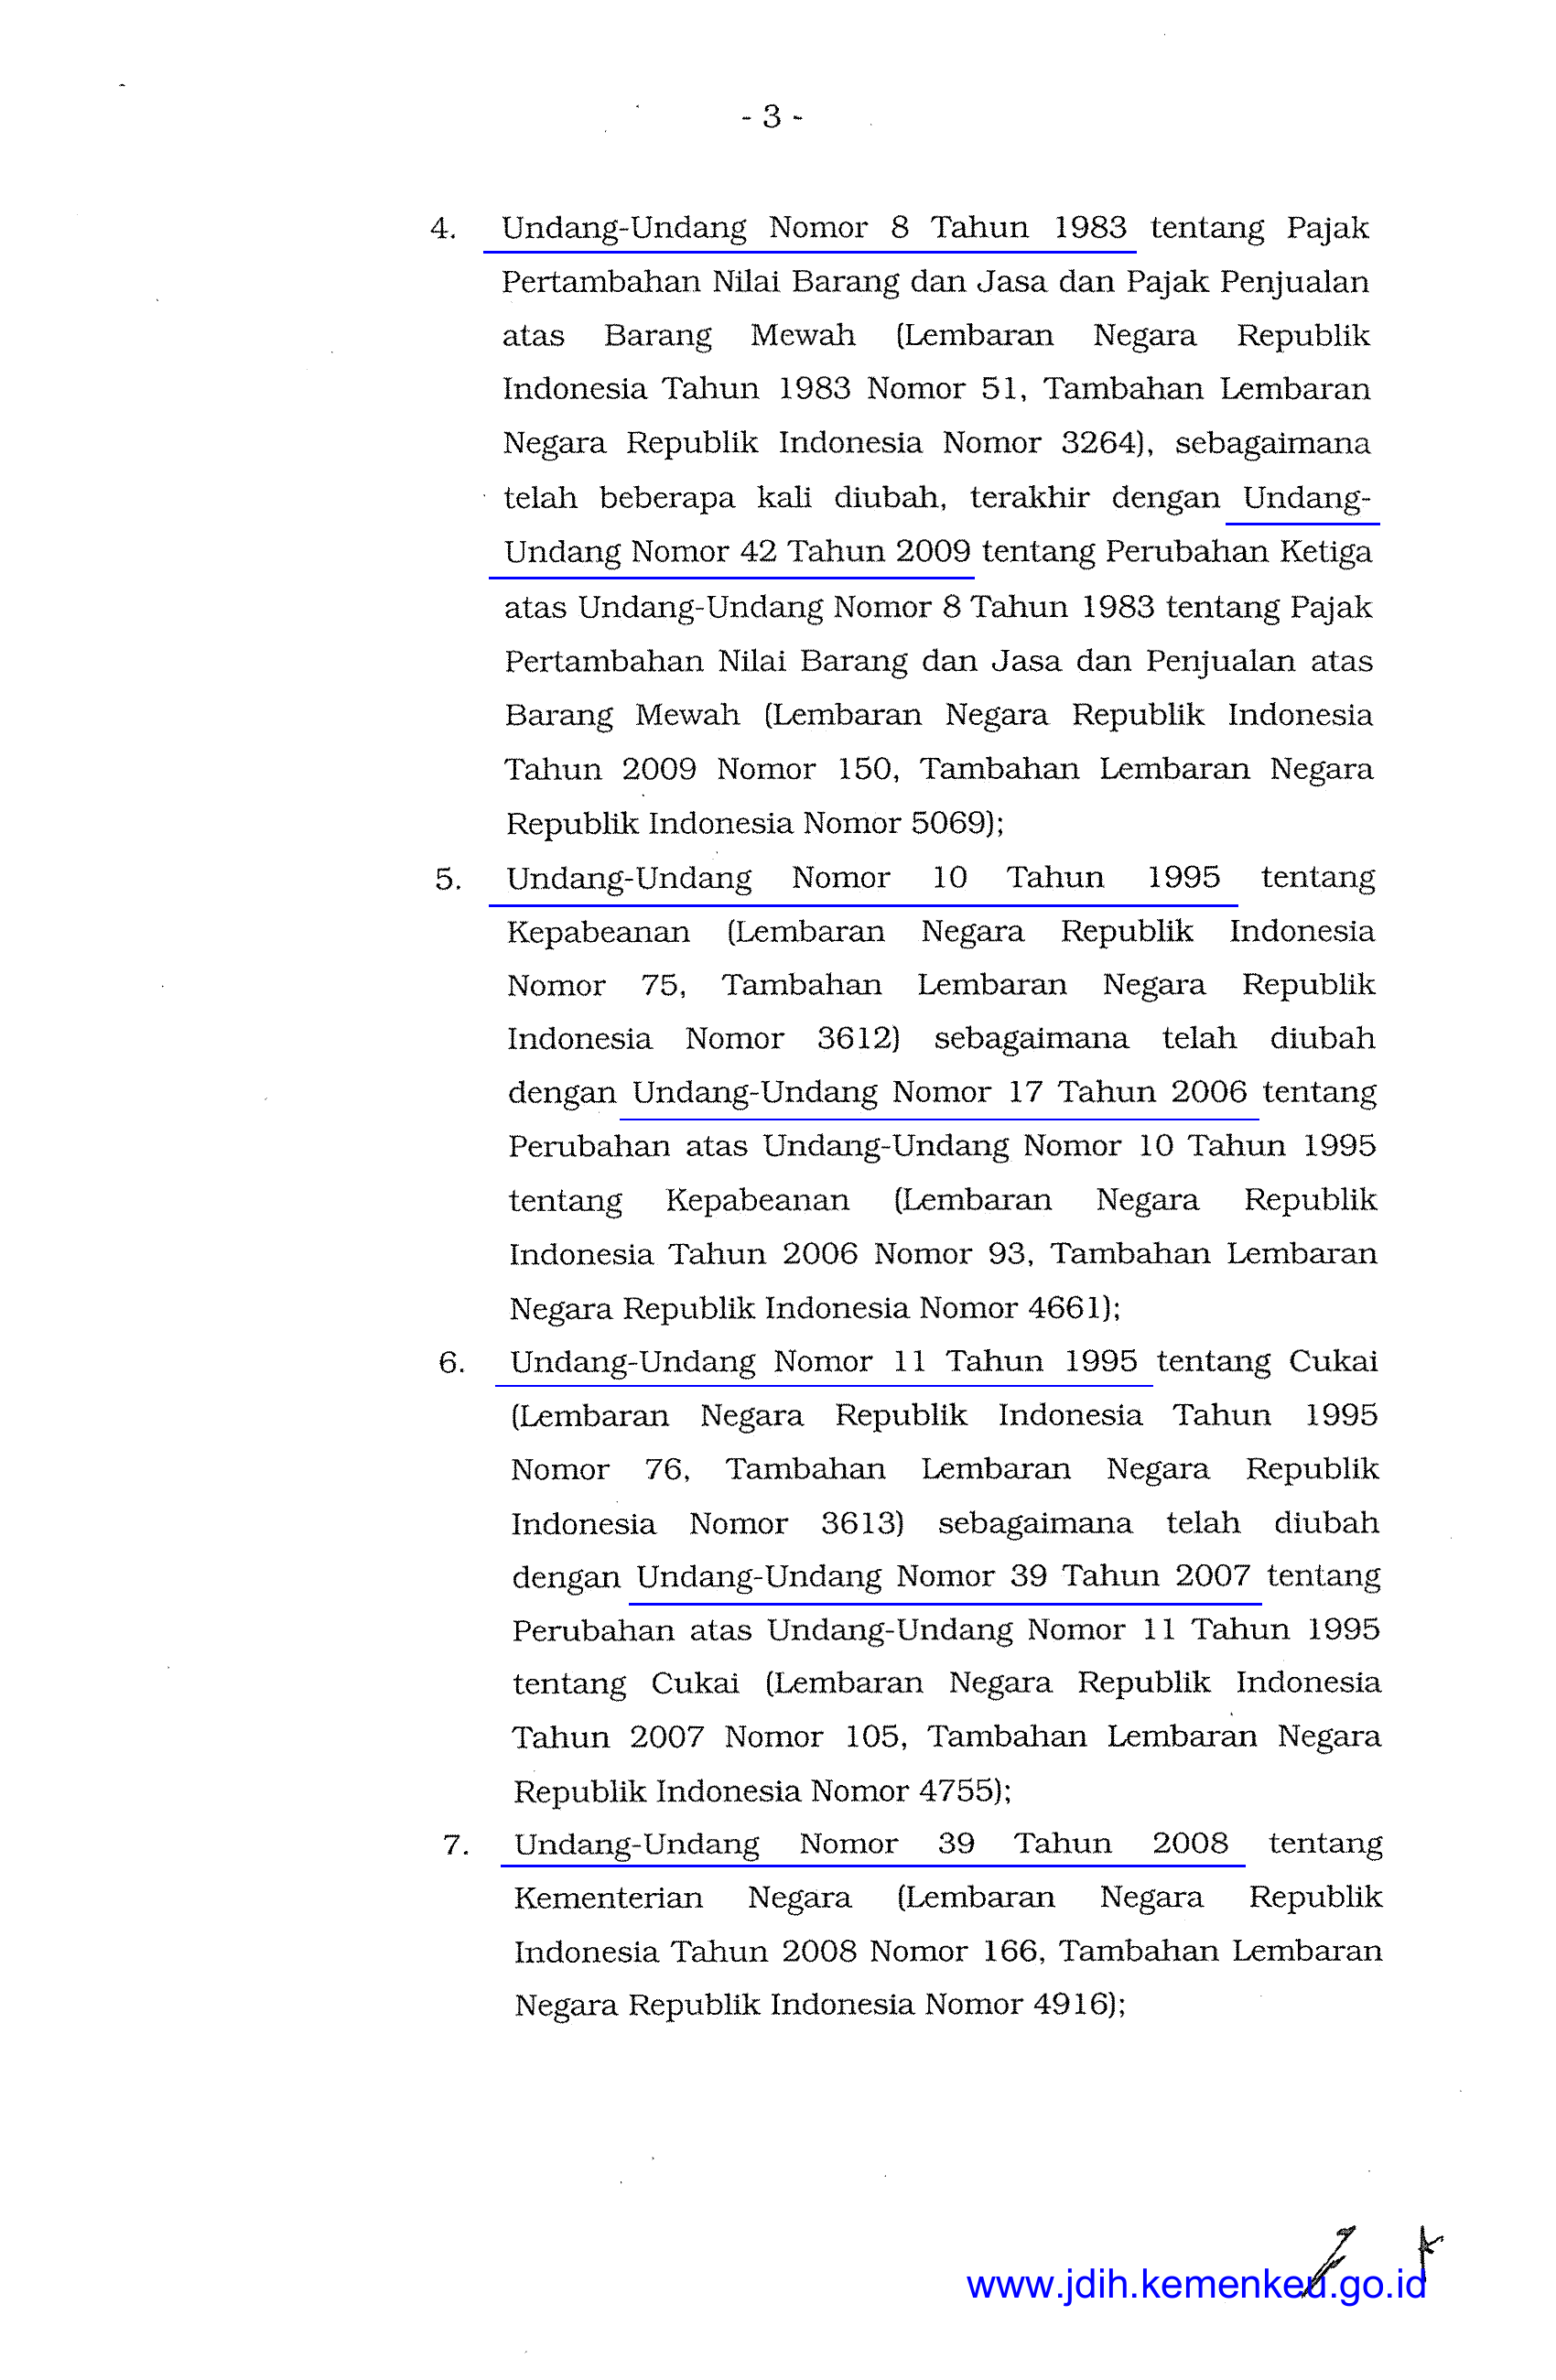 - 3 -
4. Undang-Undang Nomor 8 Tahun 1983 tentang Pajak
Pertambahan Nilai Barang dan Jasa dan Pajak Penjualan
atas Barang Mewah (Lembaran Negara Republik
Indonesia Tahun 1983 Nomor 51, Tambahan Lembaran
Negara Republik Indonesia Nomor 3264), sebagaimana
telah beberapa kali diubah, terakhir dengan Undang-
Undang Nomor 42 Tahun 2009 tentang Perubahan Ketiga
atas Undang-Undang Nomor 8 Tahun 1983 tentang Pajak
Pertambahan Nilai Barang dan Jasa dan Penjualan atas
Barang Mewah (Lembaran Negara Republik Indonesia
Tahun 2009 Nomor 150, Tambahan Lembaran Negara
Republik Indonesia Nomor 5069);
5. Undang-Undang Nomor 10 Tahun 1995 tentang
Kepabeanan (Lembaran Negara Republik Indonesia
Nomor 75, Tambahan Lembaran Negara Republik
Indonesia Nomor 3612) sebagaimana telah diubah
dengan Undang-Undang Nomor 17 Tahun 2006 tentang
Perubahan atas Undang-Undang Nomor 10 Tahun 1995
tentang Kepabeanan (Lembaran Negara Republik
Indonesia Tahun 2006 Nomor 93, Tambahan Lembaran
Negara Republik Indonesia Nomor 4661);
6. Undang-Undang Nomor 11 Tahun 1995 tentang Cukai
(Lembaran Negara Republik Indonesia Tahun 1995
Nomor 76, Tambahan Lembaran Negara Republik
Indonesia Nomor 3613) sebagaimana telah diubah
dengan Undang-Undang Nomor 39 Tahun 2007 tentang
Perubahan atas Undang-Undang Nomor 11 Tahun 1995
tentang Cukai (Lembaran Negara Republik Indonesia
Tahun 2007 Nomor 105, Tambahan Lembaran Negara
Republik Indonesia Nomor 4755);
7. Undang-Undang Nomor 39 Tahun 2008 tentang
Kementerian Negara (Lembaran Negara Republik
Indonesia Tahun 2008 Nomor 166, Tambahan Lembaran
Negara Republik Indonesia Nomor 4916);
www.jdih.kemenkeu.go.id